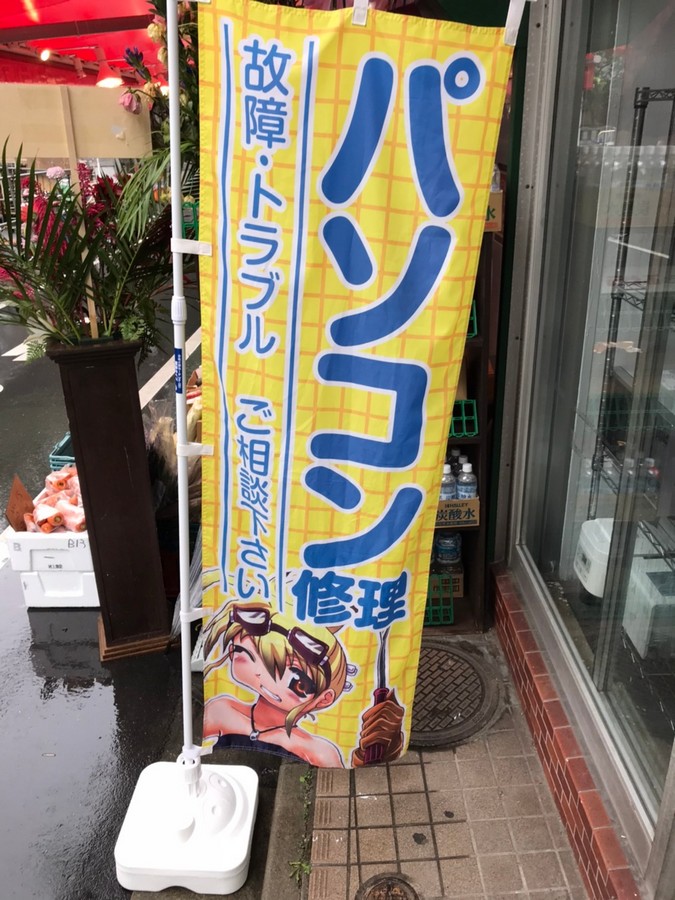 パソコン
修理
故障・トラブル ご相談下さい
炭酸水